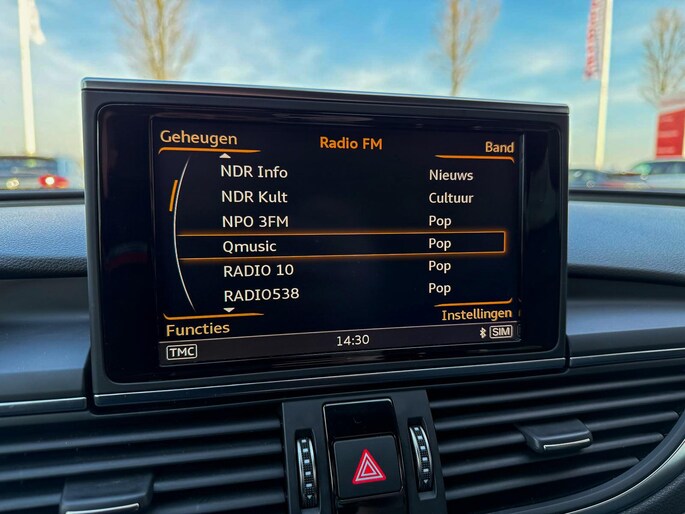 Geheugen Radio FM Band
NDR Info Nieuws
NDR Kult Cultuur
NPO 3FM Pop
Qmusic Pop
RADIO 10 Pop
RADIO538 Pop
Functies Instellingen
TMC 14:30 SIM